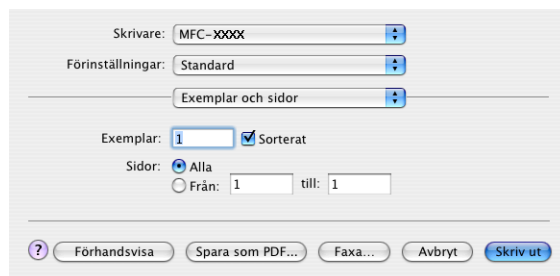 Skrivare: MFC-XXXX
Förinställningar: Standard
Exemplar och sidor
Exemplar: 1 Sorterat
Sidor: Alla
Från: 1 till: 1
? Förhandsvisa Spara som PDF... Faxa... Avbryt Skriv ut